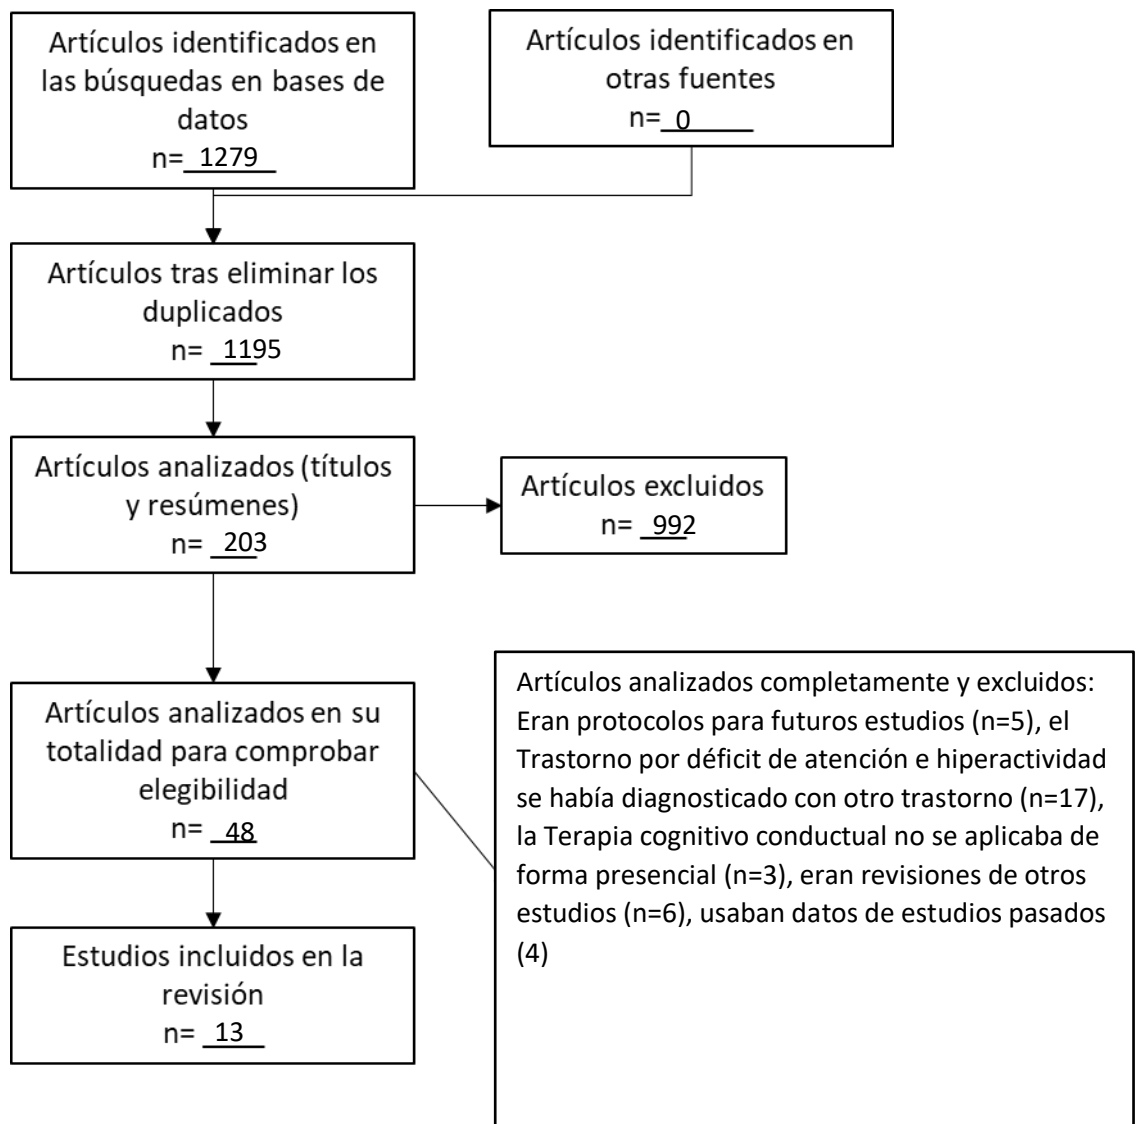 Artículos identificados en
las búsquedas en bases de
datos
n= 1279
Artículos identificados en
otras fuentes
n= 0
Artículos tras eliminar los
duplicados
n= 1195
Artículos analizados (títulos
y resúmenes)
n= 203
Artículos excluidos
n= 992
Artículos analizados en su
totalidad para comprobar
elegibilidad
n= 48
Artículos analizados completamente y excluidos:
Eran protocolos para futuros estudios (n=5), el
Trastorno por déficit de atención e hiperactividad
se había diagnosticado con otro trastorno (n=17),
la Terapia cognitivo conductual no se aplicaba de
forma presencial (n=3), eran revisiones de otros
estudios (n=6), usaban datos de estudios pasados
(4)
Estudios incluidos en la
revisión
n= 13